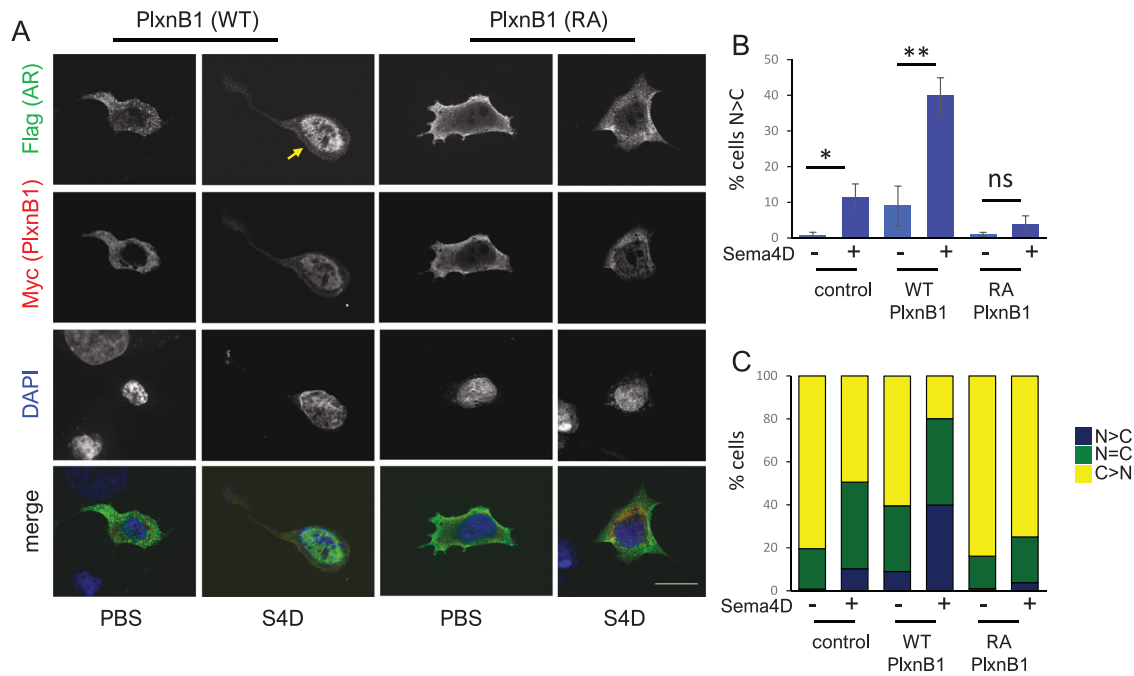 A
PlxnB1 (WT)
PlxnB1 (RA)
Flag (AR)
Myc (PlxnB1)
DAPI
merge
PBS
S4D
PBS
S4D
B
% cells N>C
50
40
30
20
10
0
*
**
ns
Sema4D
- + - + - +
control
WT
PlxnB1
RA
PlxnB1
C
% cells
100
80
60
40
20
0
N>C
N=C
C>N
Sema4D
- + - + - +
control
WT
PlxnB1
RA
PlxnB1